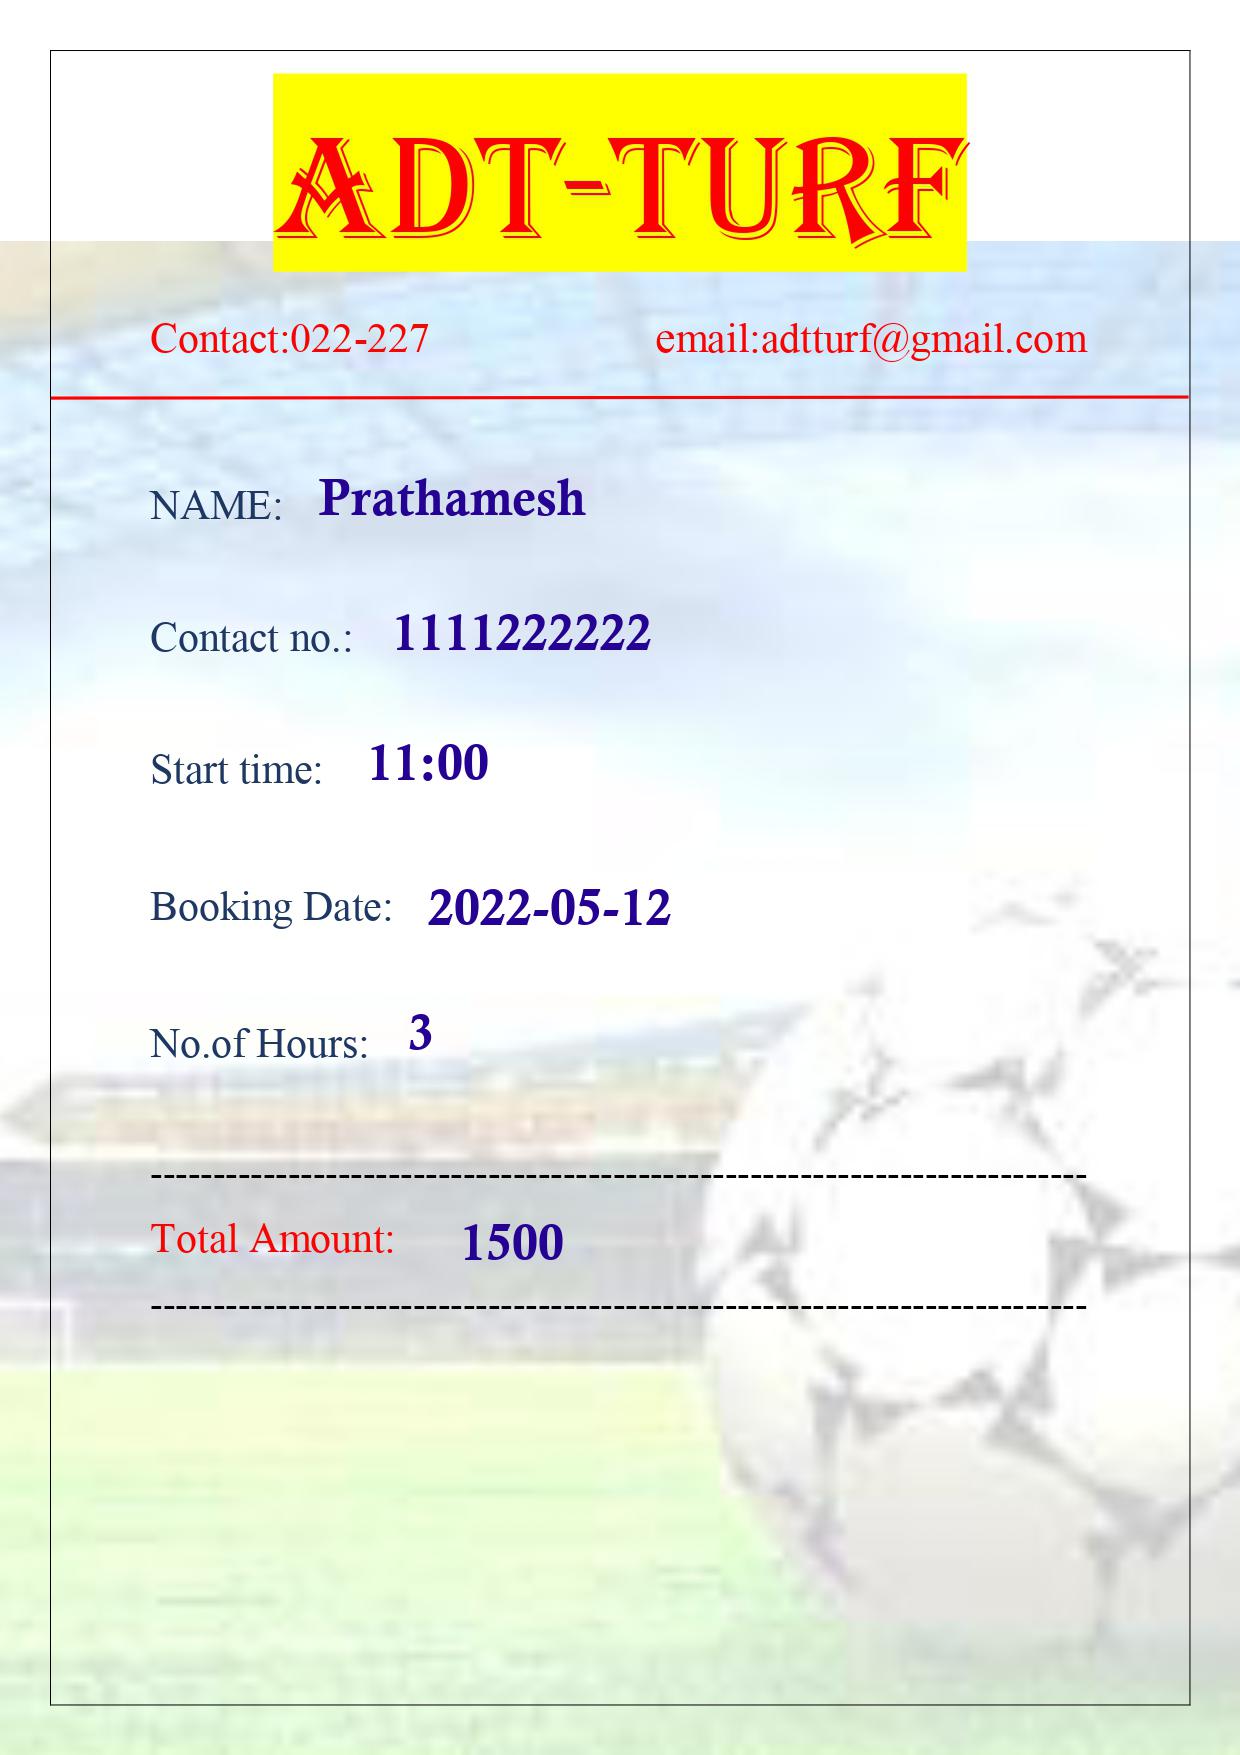 ADT-TURF
Contact:022-227 email:adtturf@gmail.com
NAME: Prathamesh
Contact no.: 1111222222
Start time: 11:00
Booking Date: 2022-05-12
No.of Hours: 3
---------------------------------------------------------------------------
Total Amount: 1500
---------------------------------------------------------------------------